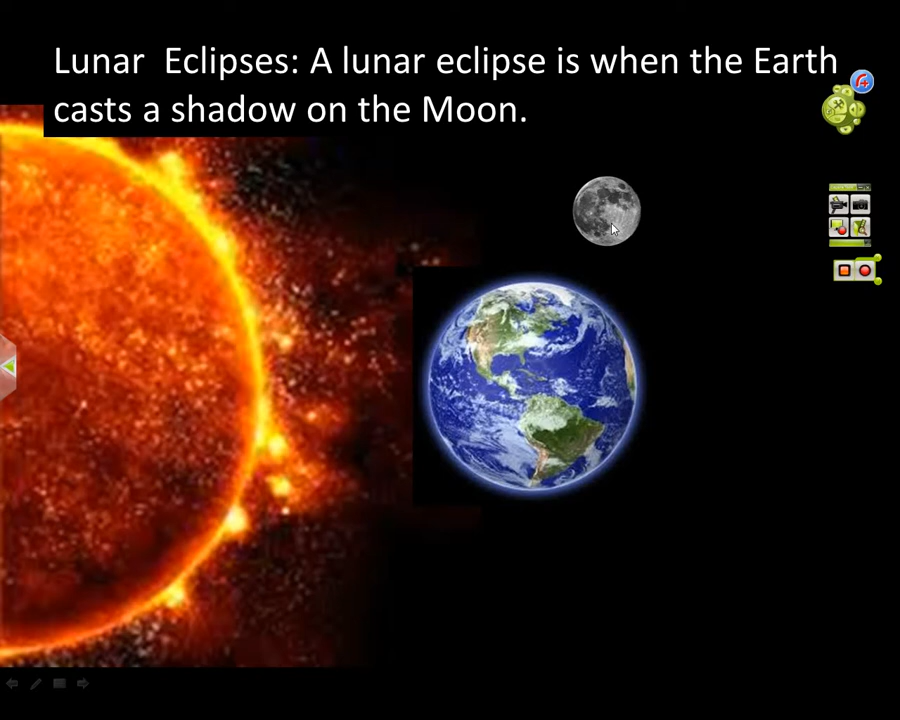 Lunar  Eclipses: A lunar eclipse is when the Earth
casts a shadow on the Moon.